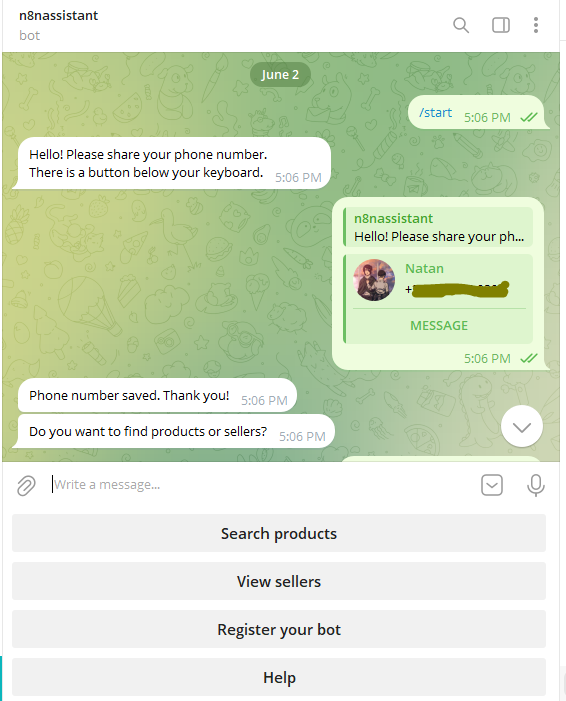 n8nassistant
bot
June 2
/start 5:06 PM
Hello! Please share your phone number.
There is a button below your keyboard. 5:06 PM
n8nassistant
Hello! Please share your ph...
Natan
+
MESSAGE
5:06 PM
Phone number saved. Thank you! 5:06 PM
Do you want to find products or sellers? 5:06 PM
Write a message...
Search products
View sellers
Register your bot
Help